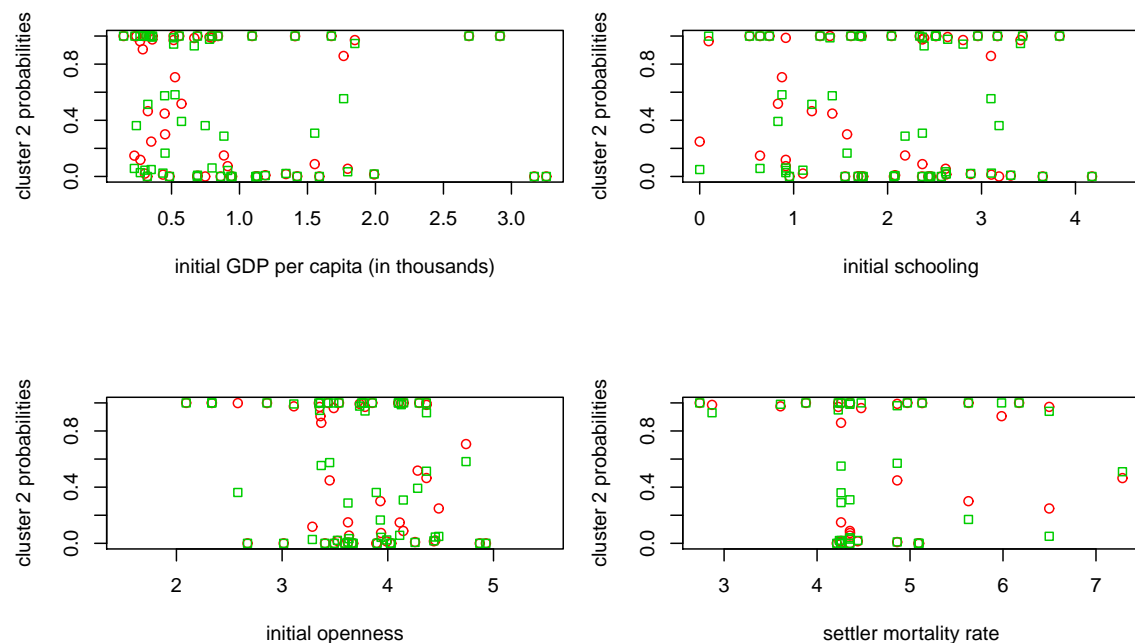 cluster 2 probabilities
0.0 0.4 0.8
0.5 1.0 1.5 2.0 2.5 3.0
initial GDP per capita (in thousands)
cluster 2 probabilities
0.0 0.4 0.8
0 1 2 3 4
initial schooling
cluster 2 probabilities
0.0 0.4 0.8
2 3 4 5
initial openness
cluster 2 probabilities
0.0 0.4 0.8
3 4 5 6 7
settler mortality rate